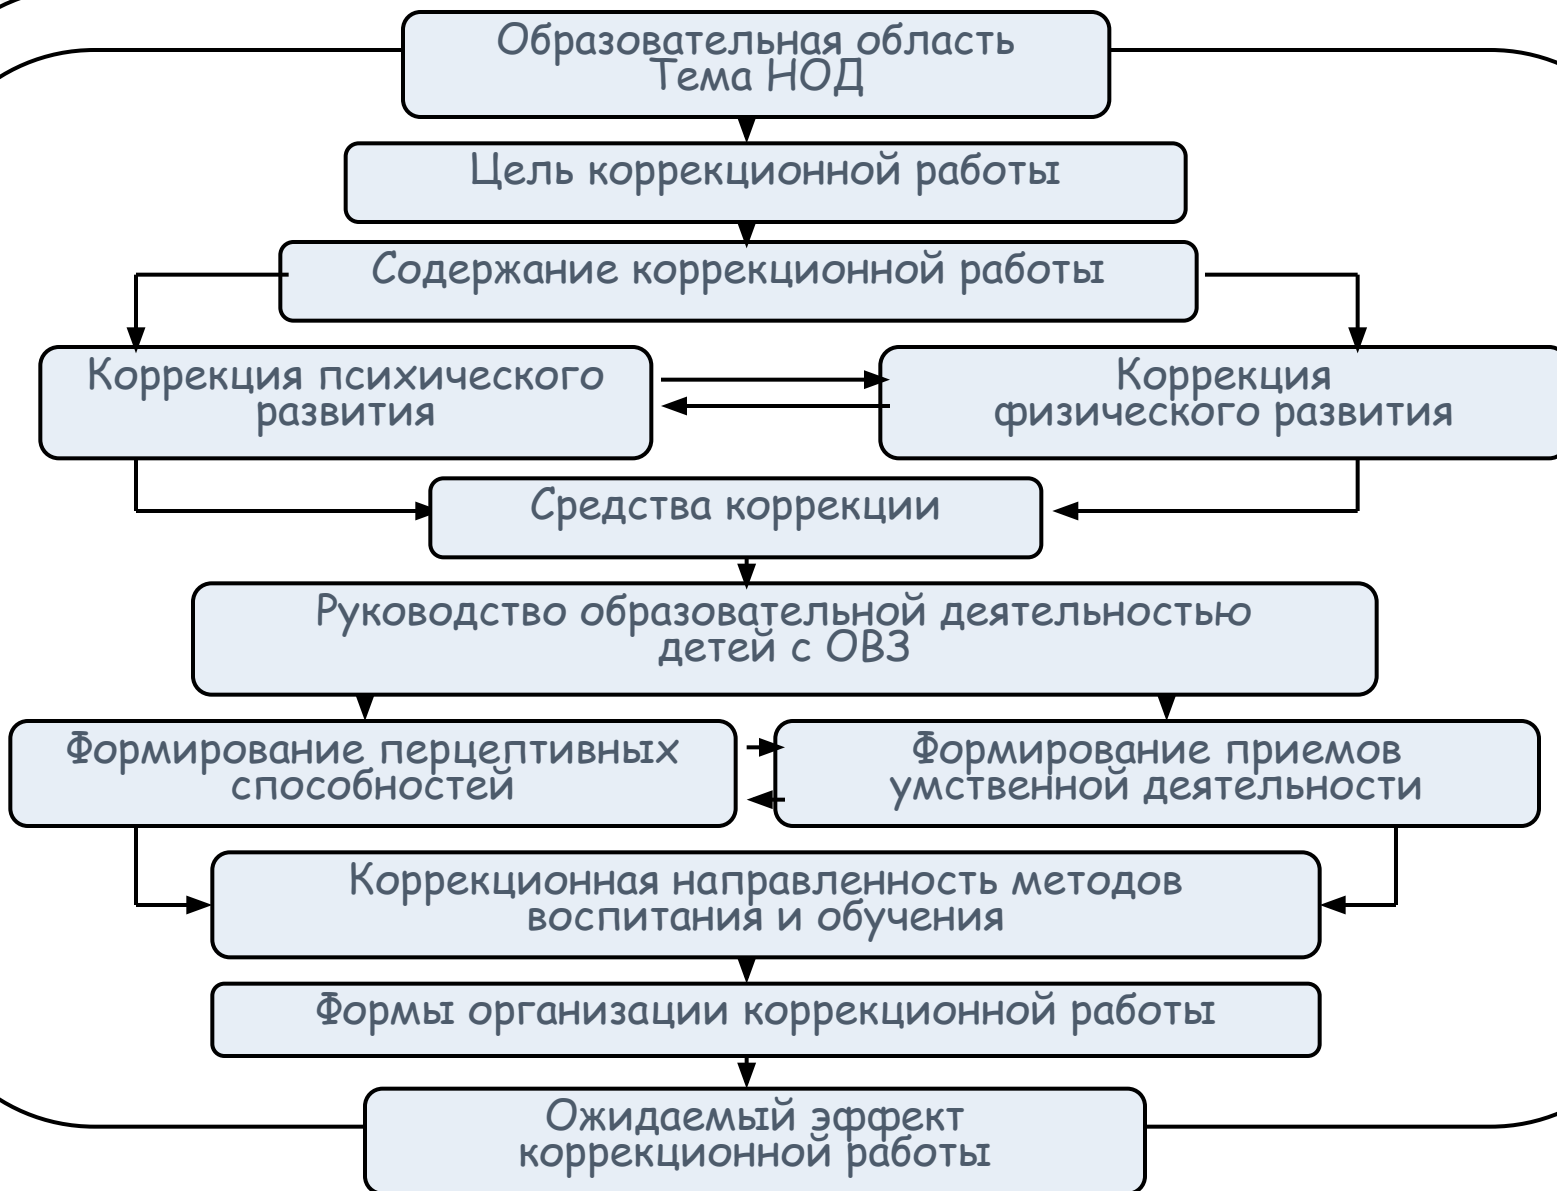 Образовательная область
Тема НОД
Цель коррекционной работы
Содержание коррекционной работы
Коррекция психического
развития
Коррекция
физического развития
Средства коррекции
Руководство образовательной деятельностью
детей с ОВЗ
Формирование перцептивных
способностей
Формирование приемов
умственной деятельности
Коррекционная направленность методов
воспитания и обучения
Формы организации коррекционной работы
Ожидаемый эффект
коррекционной работы